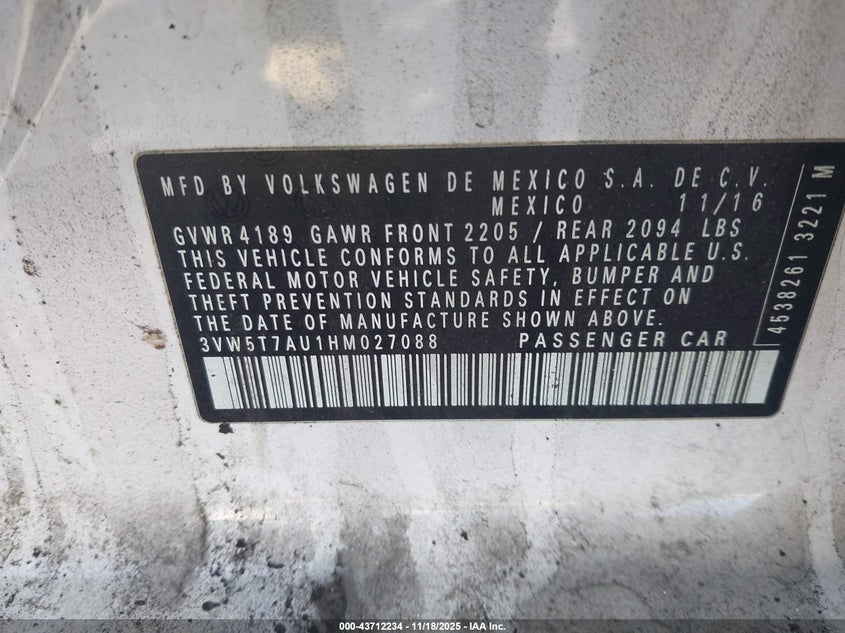 MFD BY VOLKSWAGEN DE MEXICO S.A. DE C.V.
MEXICO 11/16
GVWR 4189 GAWR FRONT 2205 / REAR 2094 LBS
THIS VEHICLE CONFORMS TO ALL APPLICABLE U.S.
FEDERAL MOTOR VEHICLE SAFETY, BUMPER AND
THEFT PREVENTION STANDARDS IN EFFECT ON
THE DATE OF MANUFACTURE SHOWN ABOVE.
3VW5T7AU1HM027088 PASSENGER CAR
4538261 3221 M
000-43712234 - 11/18/2025 - IAA Inc.